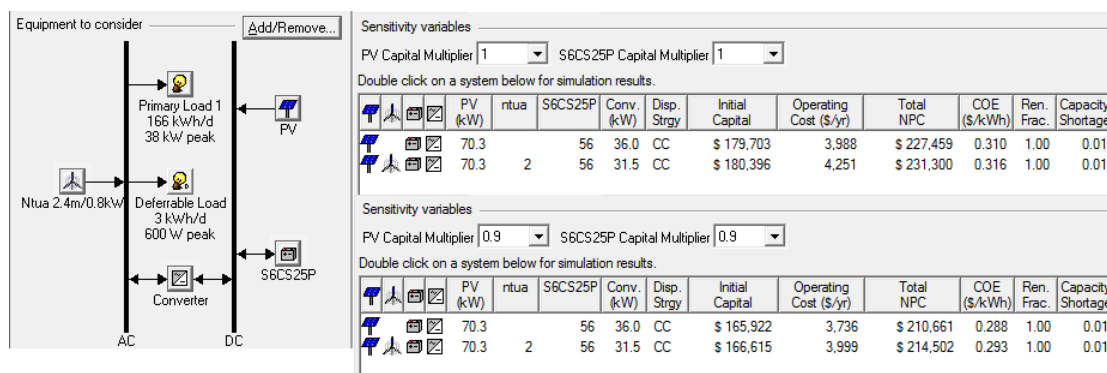 Equipment to consider Add/Remove...
Primary Load 1
166 kWh/d
38 kW peak
PV
Ntua 2.4m/0.8kW
Deferrable Load
3 kWh/d
600 W peak
S6CS25P
Converter
AC DC
Sensitivity variables
PV Capital Multiplier 1 S6CS25P Capital Multiplier 1
Double click on a system below for simulation results.
PV (kW) ntua S6CS25P Conv. (kW) Disp. Strgy Initial Capital Operating Cost ($/yr) Total NPC COE ($/kWh) Ren. Frac. Capacity Shortage
70.3 56 36.0 CC $ 179,703 3,988 $ 227,459 0.310 1.00 0.01
70.3 2 56 31.5 CC $ 180,396 4,251 $ 231,300 0.316 1.00 0.01
Sensitivity variables
PV Capital Multiplier 0.9 S6CS25P Capital Multiplier 0.9
Double click on a system below for simulation results.
PV (kW) ntua S6CS25P Conv. (kW) Disp. Strgy Initial Capital Operating Cost ($/yr) Total NPC COE ($/kWh) Ren. Frac. Capacity Shortage
70.3 56 36.0 CC $ 165,922 3,736 $ 210,661 0.288 1.00 0.01
70.3 2 56 31.5 CC $ 166,615 3,999 $ 214,502 0.293 1.00 0.01